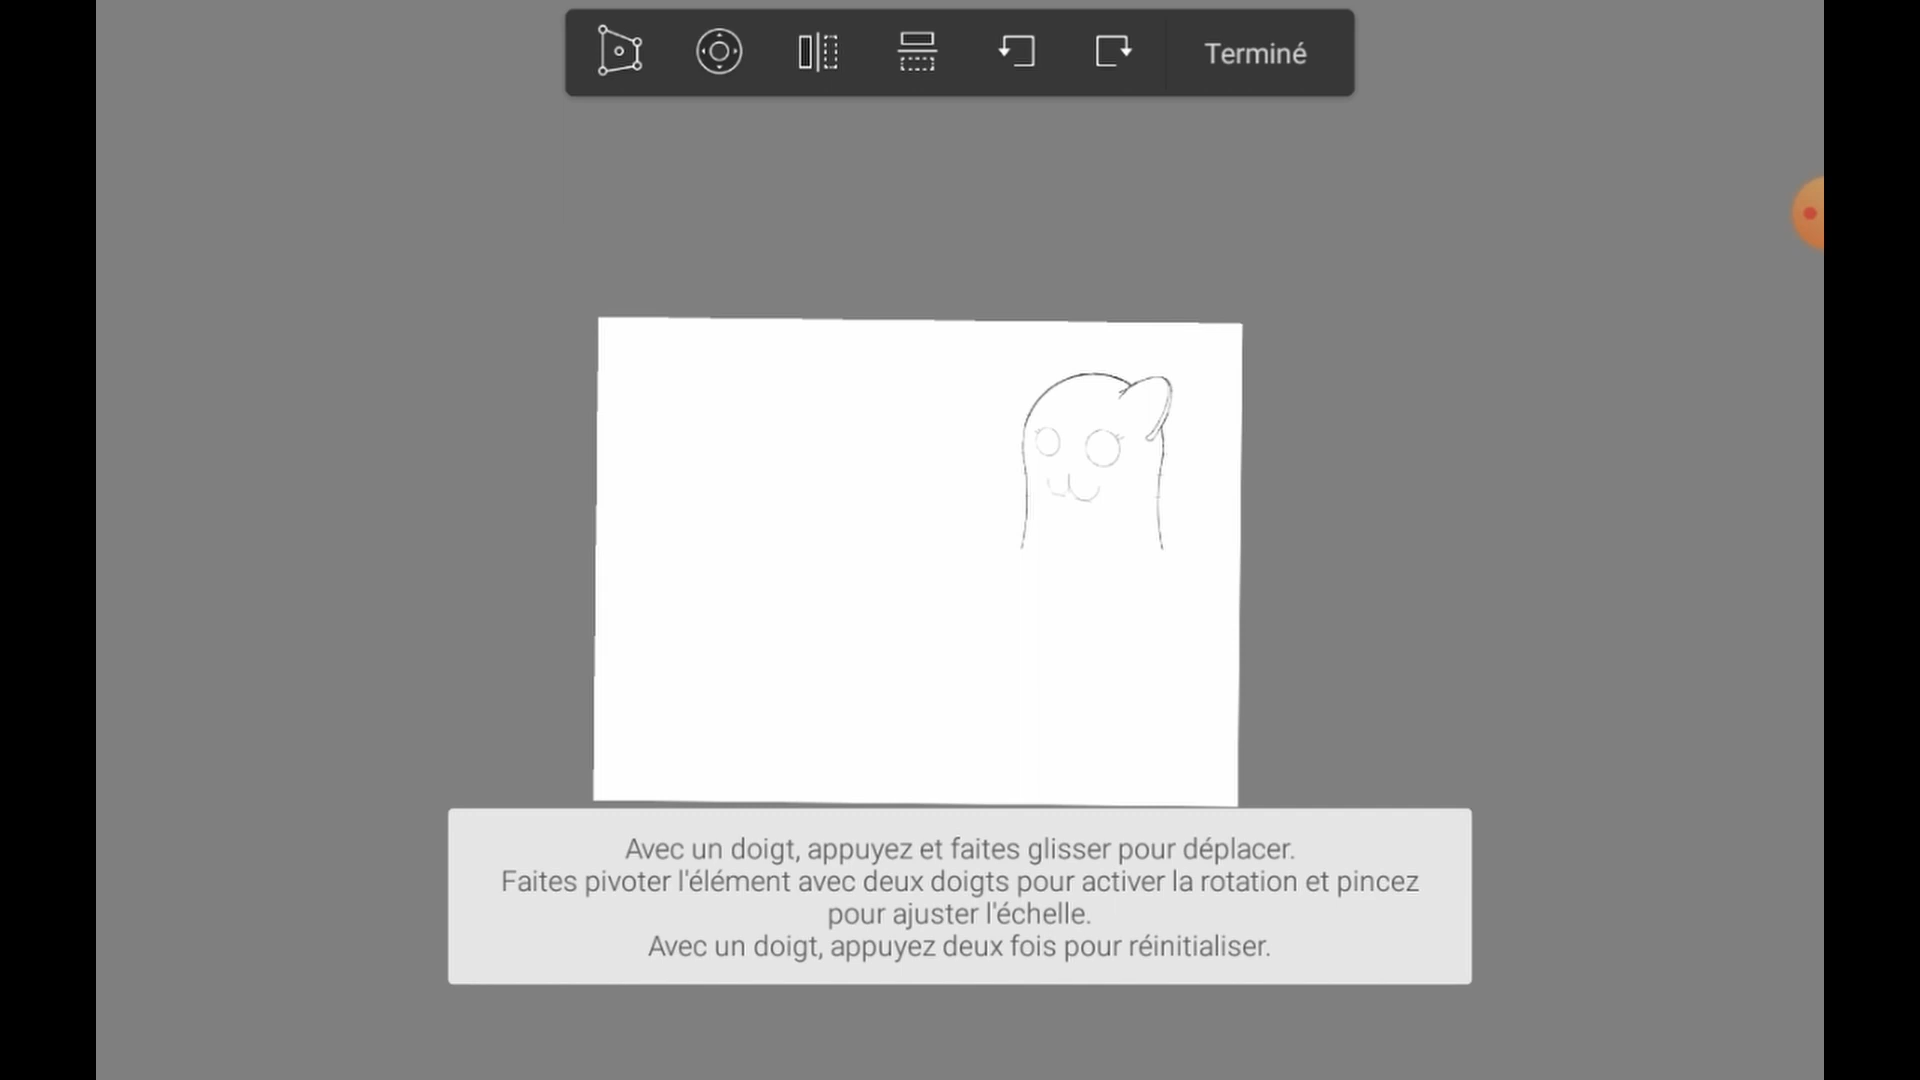 Terminé
Avec un doigt, appuyez et faites glisser pour déplacer.
Faites pivoter l'élément avec deux doigts pour activer la rotation et pincez
pour ajuster l'échelle.
Avec un doigt, appuyez deux fois pour réinitialiser.